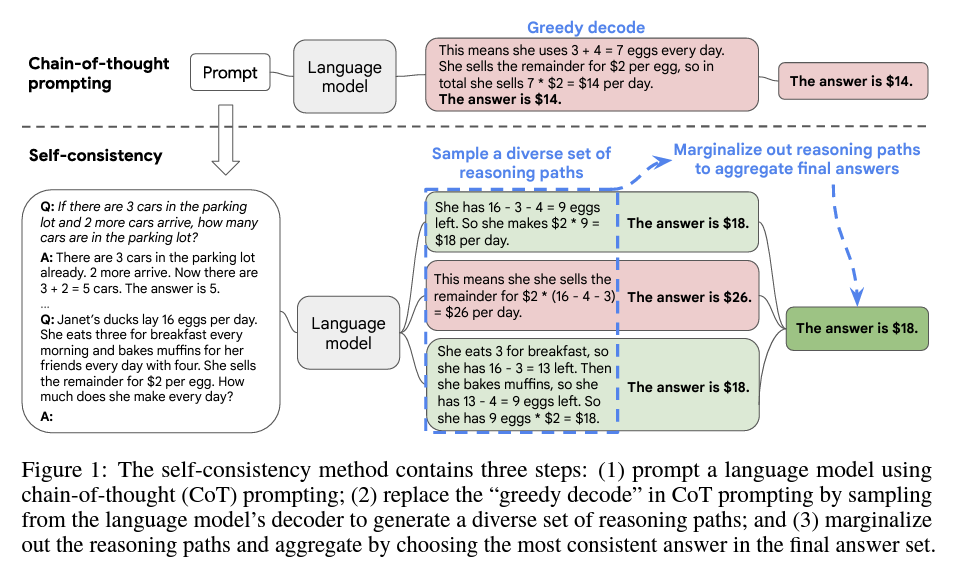 Greedy decode
Chain-of-thought
prompting
Prompt
Language
model
This means she uses 3 + 4 = 7 eggs every day.
She sells the remainder for $2 per egg, so in
total she sells 7 * $2 = $14 per day.
The answer is $14.
The answer is $14.
Self-consistency
Sample a diverse set of
reasoning paths
Marginalize out reasoning paths
to aggregate final answers
Q: If there are 3 cars in the parking
lot and 2 more cars arrive, how many
cars are in the parking lot?
A: There are 3 cars in the parking lot
already. 2 more arrive. Now there are
3 + 2 = 5 cars. The answer is 5.
...
Q: Janet's ducks lay 16 eggs per day.
She eats three for breakfast every
morning and bakes muffins for her
friends every day with four. She sells
the remainder for $2 per egg. How
much does she make every day?
A:
Language
model
She has 16 - 3 - 4 = 9 eggs
left. So she makes $2 * 9 =
$18 per day.
The answer is $18.
This means she she sells the
remainder for $2 * (16 - 4 - 3)
= $26 per day.
The answer is $26.
She eats 3 for breakfast, so
she has 16 - 3 = 13 left. Then
she bakes muffins, so she
has 13 - 4 = 9 eggs left. So
she has 9 eggs * $2 = $18.
The answer is $18.
The answer is $18.
Figure 1: The self-consistency method contains three steps: (1) prompt a language model using
chain-of-thought (CoT) prompting; (2) replace the “greedy decode” in CoT prompting by sampling
from the language model’s decoder to generate a diverse set of reasoning paths; and (3) marginalize
out the reasoning paths and aggregate by choosing the most consistent answer in the final answer set.